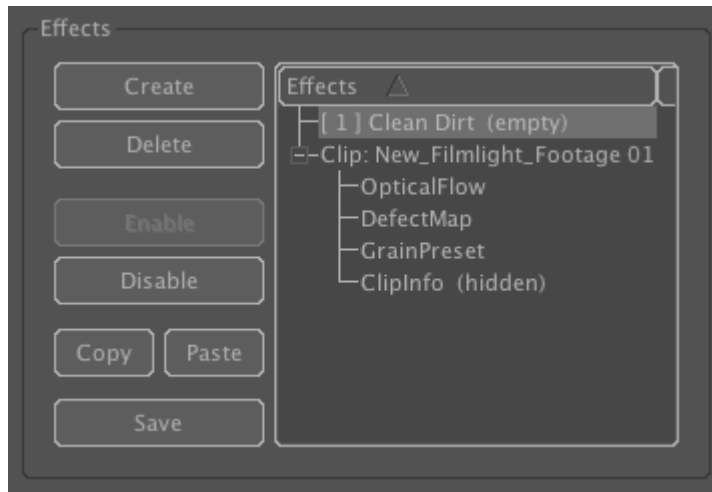 Effects
Create
Delete
Enable
Disable
Copy Paste
Save
Effects
[ 1 ] Clean Dirt (empty)
Clip: New_Filmlight_Footage 01
OpticalFlow
DefectMap
GrainPreset
ClipInfo (hidden)